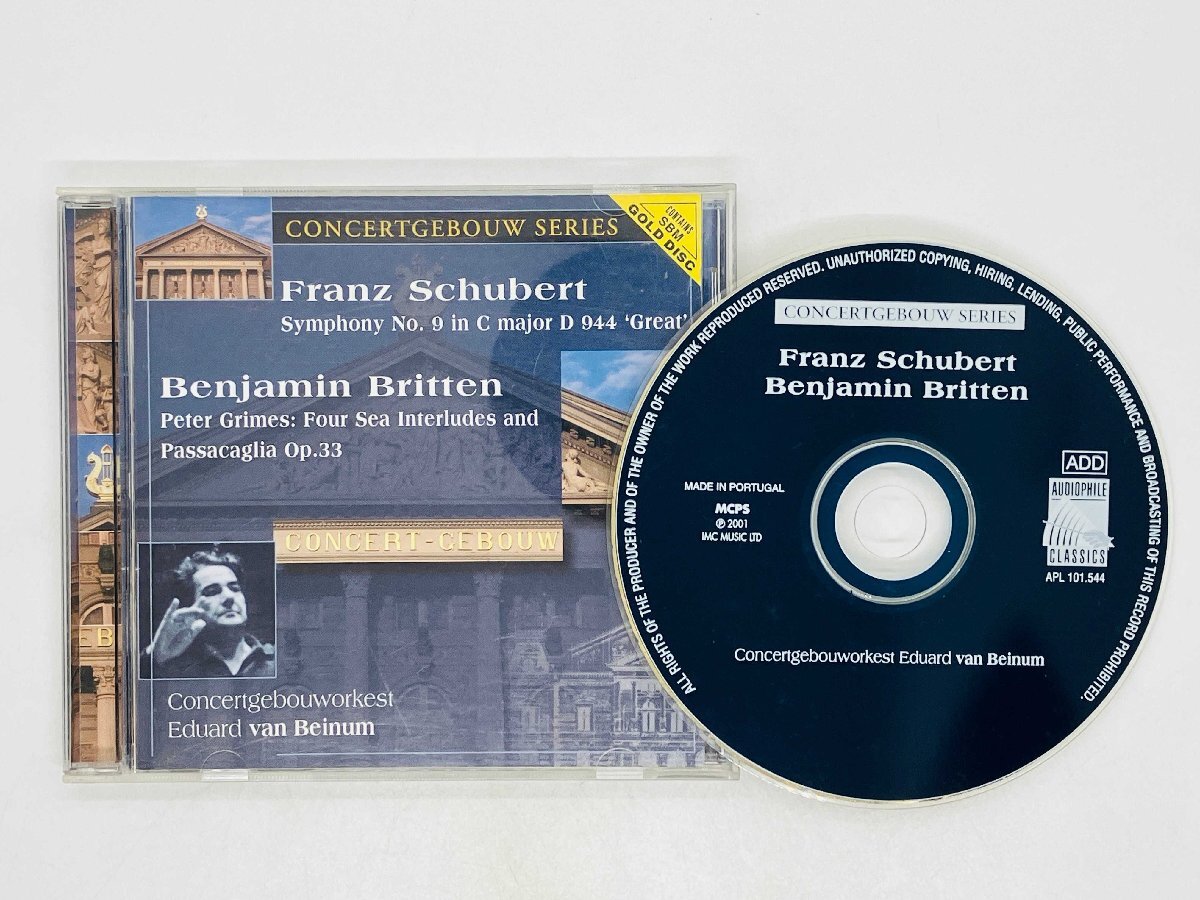 CONCERTGEBOUW SERIES
CONTAINS
SBM
GOLD DISC
Franz Schubert
Symphony No. 9 in C major D 944 ‘Great’
Benjamin Britten
Peter Grimes: Four Sea Interludes and
Passacaglia Op.33
CONCERT-GEBOUW
E B
Concertgebouworkest
Eduard van Beinum
ALL RIGHTS OF THE PRODUCER AND OF THE OWNER OF THE WORK REPRODUCED RESERVED. UNAUTHORIZED COPYING, HIRING, LENDING, PUBLIC PERFORMANCE AND BROADCASTING OF THIS RECORD PROHIBITED.
CONCERTGEBOUW SERIES
Franz Schubert
Benjamin Britten
MADE IN PORTUGAL
MCPS
℗ 2001
IMC MUSIC LTD
ADD
AUDIOPHILE
CLASSICS
APL 101.544
Concertgebouworkest Eduard van Beinum